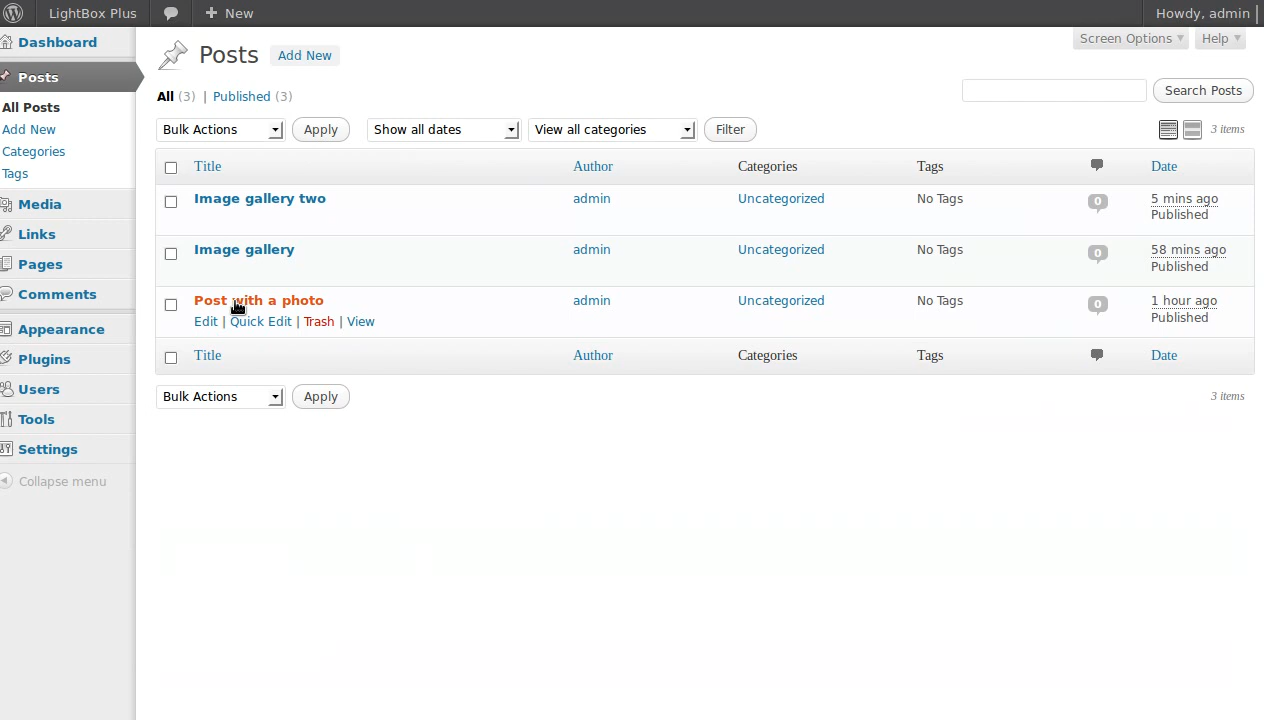 LightBox Plus + New Howdy, admin
Dashboard
Posts
All Posts
Add New
Categories
Tags
Media
Links
Pages
Comments
Appearance
Plugins
Users
Tools
Settings
Collapse menu
Screen Options Help
Posts Add New
All (3) | Published (3)
Search Posts
Bulk Actions Apply Show all dates View all categories Filter 3 items
Title Author Categories Tags Date
Image gallery two admin Uncategorized No Tags 0 5 mins ago
Published
Image gallery admin Uncategorized No Tags 0 58 mins ago
Published
Post with a photo admin Uncategorized No Tags 0 1 hour ago
Edit | Quick Edit | Trash | View Published
Title Author Categories Tags Date
Bulk Actions Apply 3 items